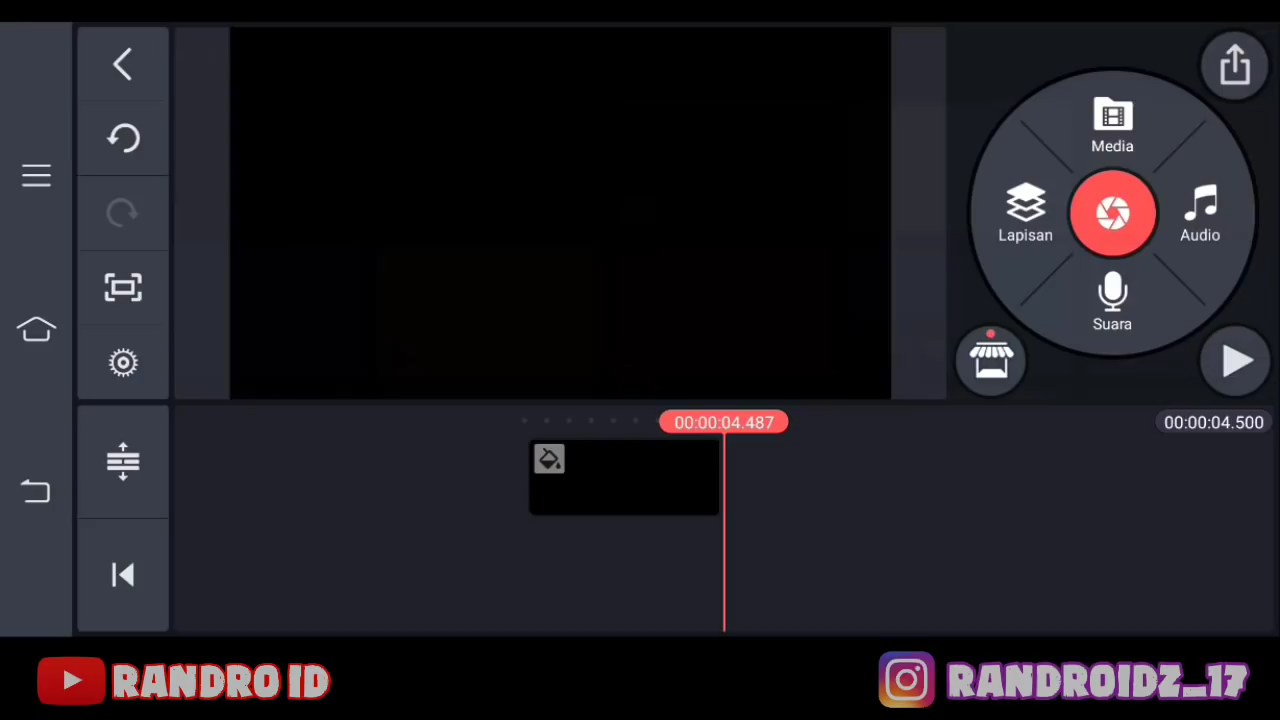 Media
Lapisan
Audio
Suara
00:00:04.487
00:00:04.500
RANDRO ID
RANDROIDZ_17